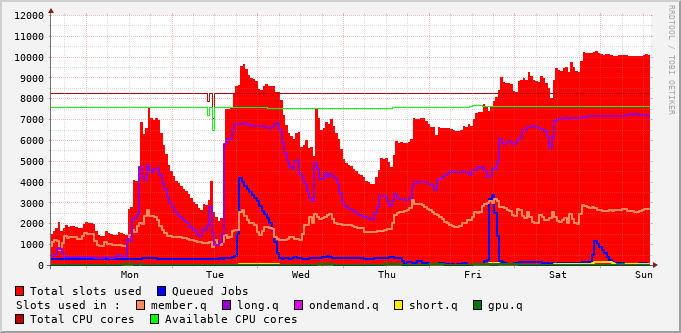 12000
11000
10000
9000
8000
7000
6000
5000
4000
3000
2000
1000
0
Mon Tue Wed Thu Fri Sat Sun
RRDTOOL / TOBI OETIKER
Total slots used Queued Jobs
Slots used in : member.q long.q ondemand.q short.q gpu.q
Total CPU cores Available CPU cores